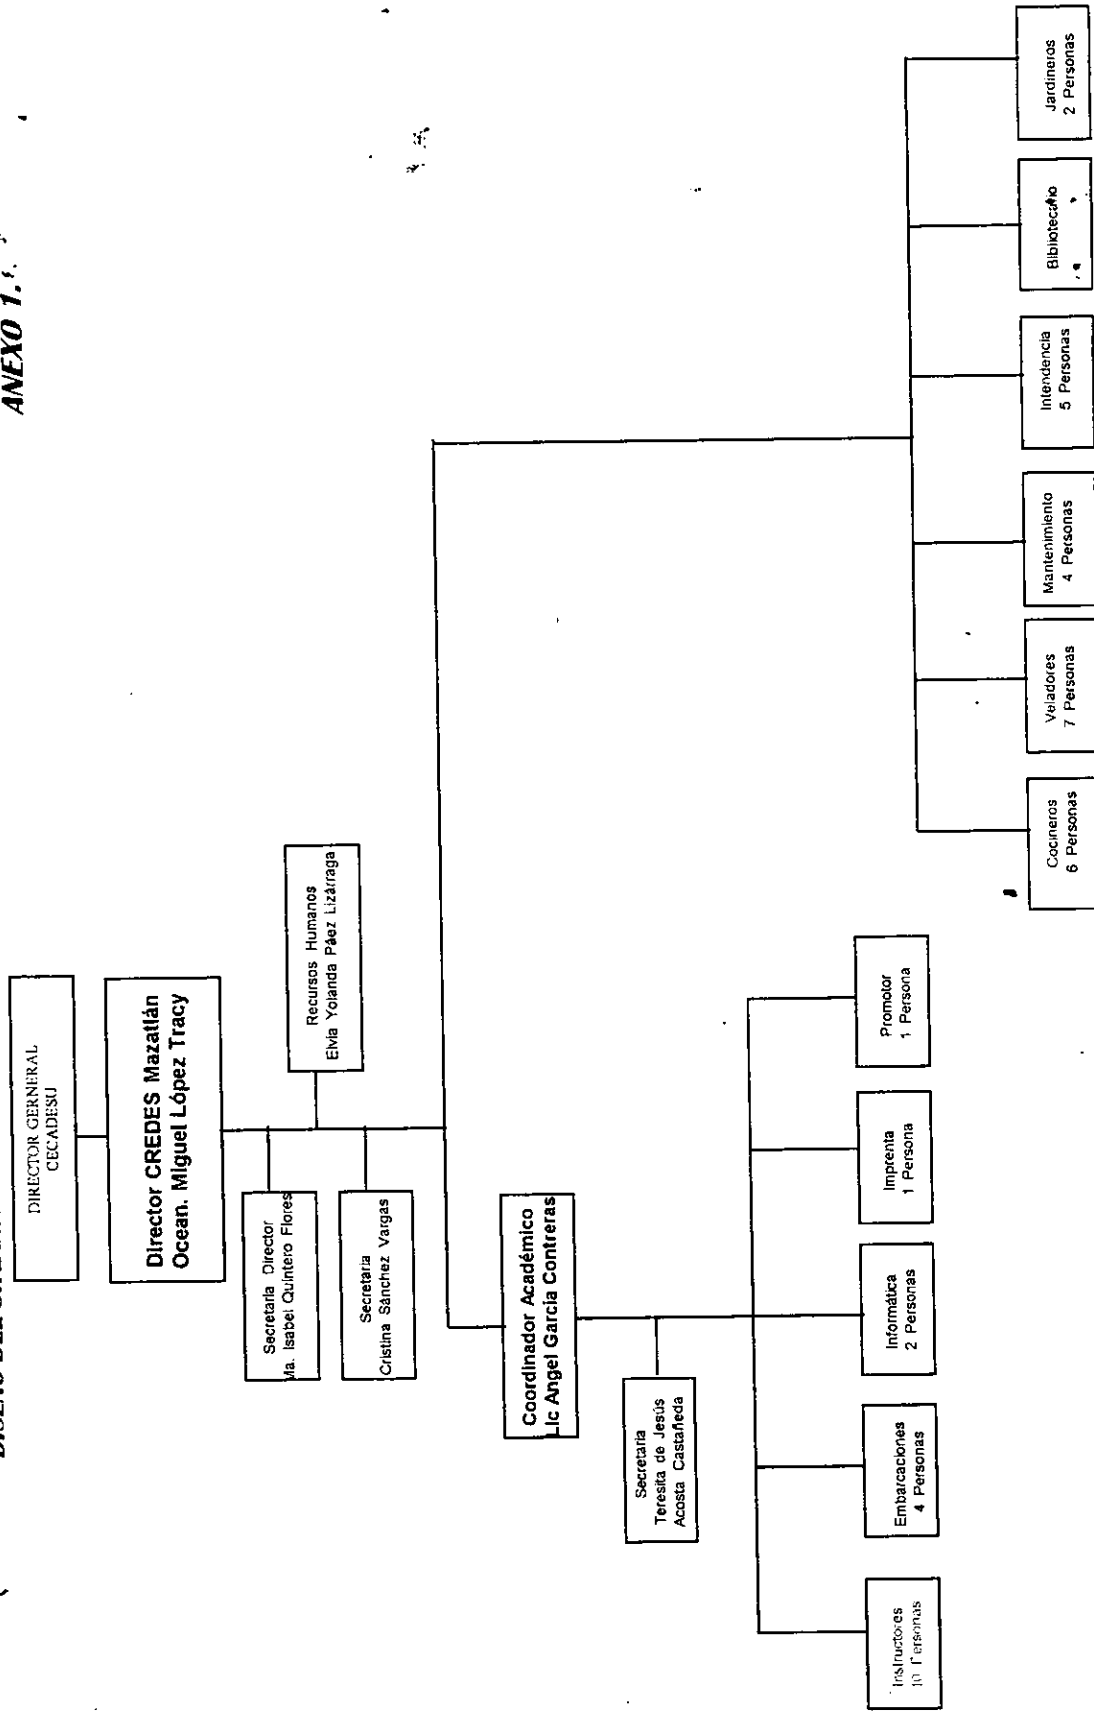 ANEXO 1.
DIRECTOR GERNERAL
CECADESU
Director CREDES Mazatlán
Ocean. Miguel López Tracy
Secretaria Director
Ma. Isabel Quintero Flores
Recursos Humanos
Elvia Yolanda Páez Lizárraga
Secretaria
Cristina Sánchez Vargas
Coordinador Académico
Lic Angel García Contreras
Secretaria
Teresita de Jesús
Acosta Castañeda
Instructores
10 Personas
Embarcaciones
4 Personas
Informática
2 Personas
Imprenta
1 Persona
Promotor
1 Persona
Cocineros
6 Personas
Veladores
7 Personas
Mantenimiento
4 Personas
Intendencia
5 Personas
Bibliotecario
Jardineros
2 Personas